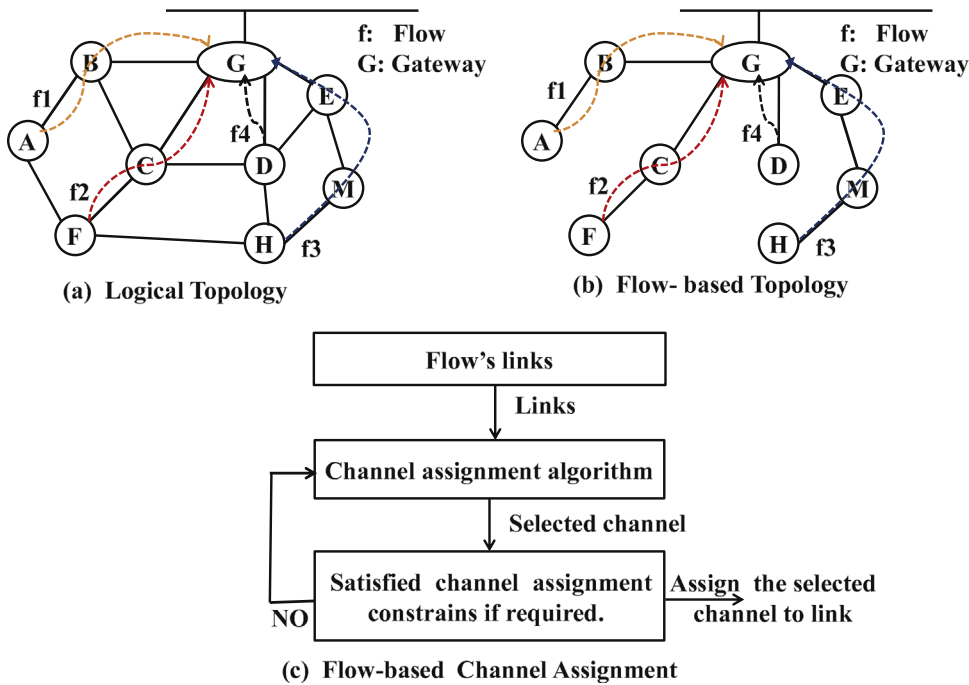 f: Flow
G: Gateway
B
G
E
f1
A
f4
C
D
f2
M
F
H
f3
(a) Logical Topology
f: Flow
G: Gateway
B
G
E
f1
A
f4
C
D
f2
M
F
H
f3
(b) Flow- based Topology
Flow's links
Links
Channel assignment algorithm
Selected channel
Satisfied channel assignment
constrains if required.
NO
Assign the selected
channel to link
(c) Flow-based Channel Assignment